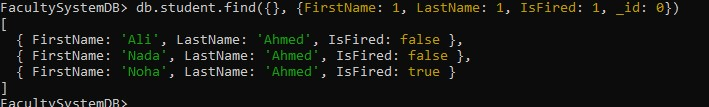 FacultySystemDB> db.student.find({}, {FirstName: 1, LastName: 1, IsFired: 1, _id: 0})
[
  { FirstName: 'Ali', LastName: 'Ahmed', IsFired: false },
  { FirstName: 'Nada', LastName: 'Ahmed', IsFired: false },
  { FirstName: 'Noha', LastName: 'Ahmed', IsFired: true }
]
FacultySystemDB>